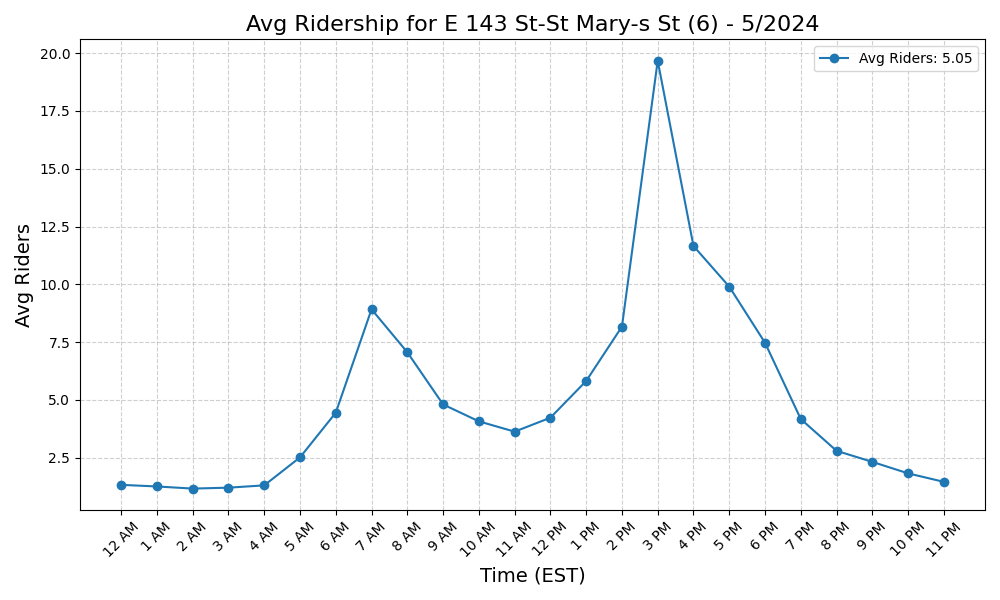 Avg Ridership for E 143 St-St Mary-s St (6) - 5/2024
Avg Riders: 5.05
Avg Riders
20.0
17.5
15.0
12.5
10.0
7.5
5.0
2.5
12 AM
1 AM
2 AM
3 AM
4 AM
5 AM
6 AM
7 AM
8 AM
9 AM
10 AM
11 AM
12 PM
1 PM
2 PM
3 PM
4 PM
5 PM
6 PM
7 PM
8 PM
9 PM
10 PM
11 PM
Time (EST)